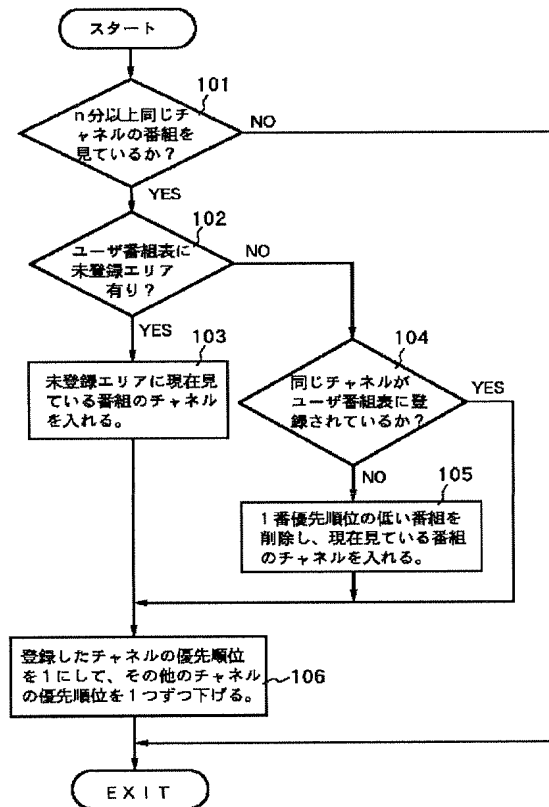 スタート
101
n分以上同じチ
ャネルの番組を
見ているか？
NO
YES
102
ユーザ番組表に
未登録エリア
有り？
NO
YES
103
未登録エリアに現在見
ている番組のチャネル
を入れる。
104
同じチャネルが
ユーザ番組表に登
録されているか？
YES
NO
105
1番優先順位の低い番組を
削除し、現在見ている番組
のチャネルを入れる。
登録したチャネルの優先順位
を1にして、その他のチャネル
の優先順位を1つずつ下げる。
106
EXIT